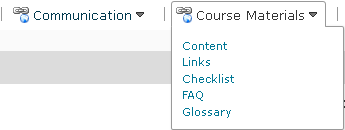 Communication
Course Materials
Content
Links
Checklist
FAQ
Glossary